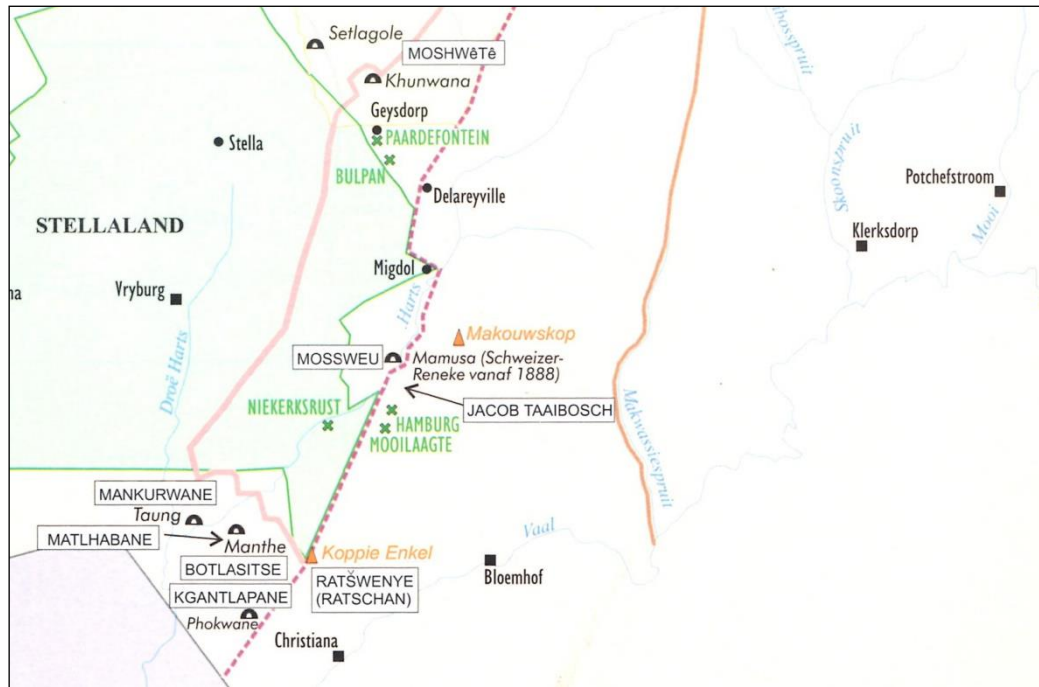 Setlagole
MOSHWêTê
Khunwana
Geysdorp
PAARDEFONTEIN
BULPAN
Stella
Delareyville
STELLALAND
Migdol
Vryburg
na
Droë Harts
Harts
Makouwskop
MOSSWEU
Mamusa (Schweizer-
Reneke vanaf 1888)
JACOB TAAIBOSCH
NIEKERKSRUST
HAMBURG
MOOILAAGTE
Makwassiespruit
bosspruit
Skoonspruit
Potchefstroom
Klerksdorp
Mooi
MANKURWANE
Taung
MATLHABANE
Manthe
BOTLASITSE
KGANTLAPANE
Phokwane
Koppie Enkel
RATŠWENYE
(RATSCHAN)
Vaal
Bloemhof
Christiana